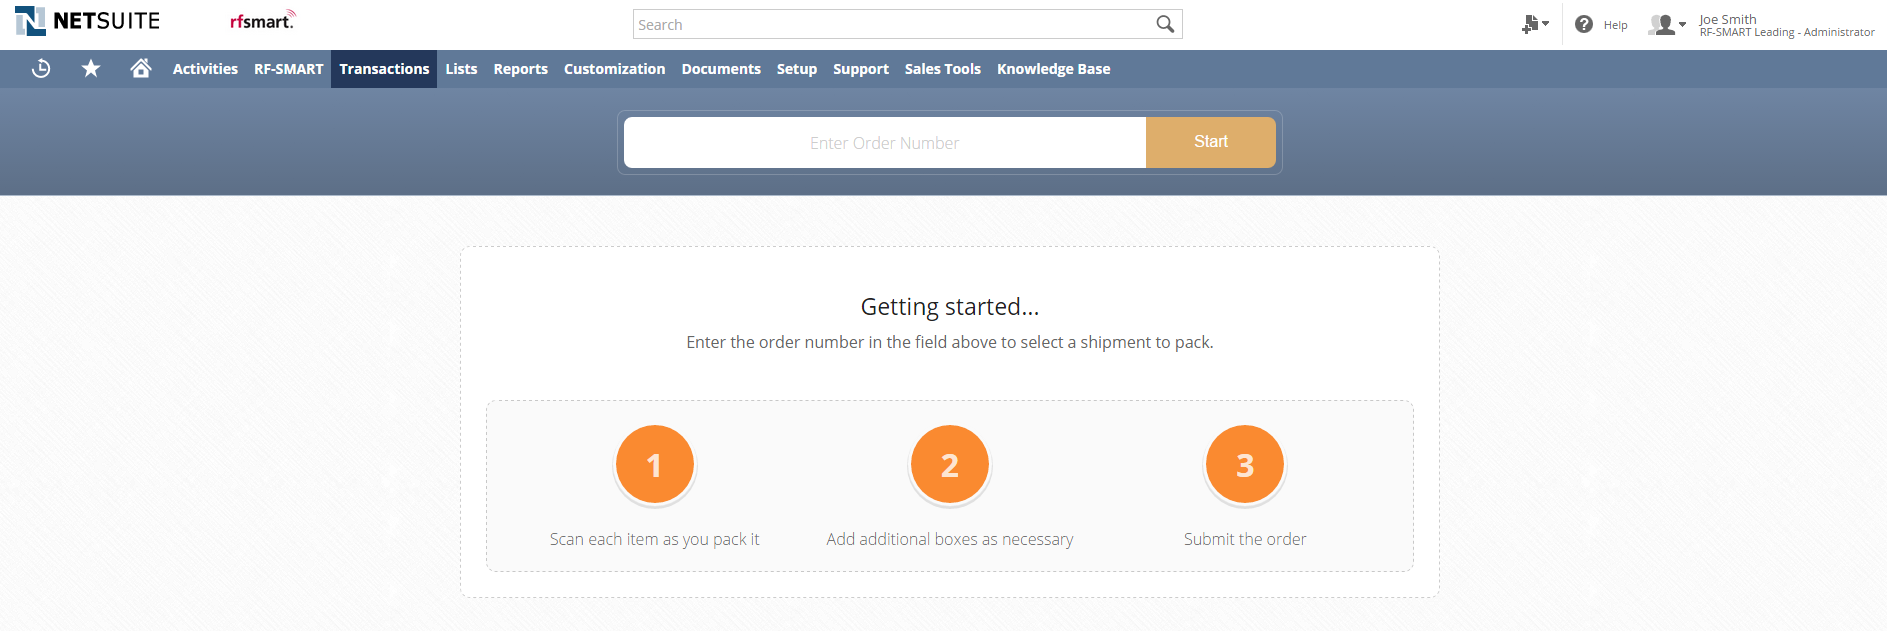 NETSUITE
rfsmart.
Search
Help
Joe Smith
RF-SMART Leading - Administrator
Activities RF-SMART Transactions Lists Reports Customization Documents Setup Support Sales Tools Knowledge Base
Enter Order Number
Start
Getting started...
Enter the order number in the field above to select a shipment to pack.
1
2
3
Scan each item as you pack it
Add additional boxes as necessary
Submit the order